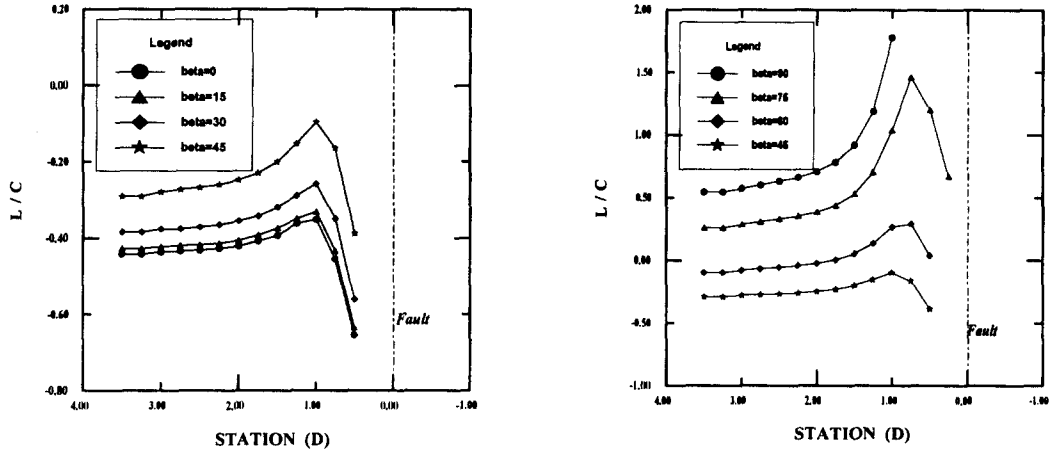 0.20
0.00
-0.20
-0.40
-0.60
-0.80
L / C
Legend
beta=0
beta=15
beta=30
beta=45
Fault
4.00 3.00 2.00 1.00 0.00 -1.00
STATION (D)
2.00
1.50
1.00
0.50
0.00
-0.50
-1.00
L / C
Legend
beta=90
beta=75
beta=60
beta=45
Fault
4.00 3.00 2.00 1.00 0.00 -1.00
STATION (D)